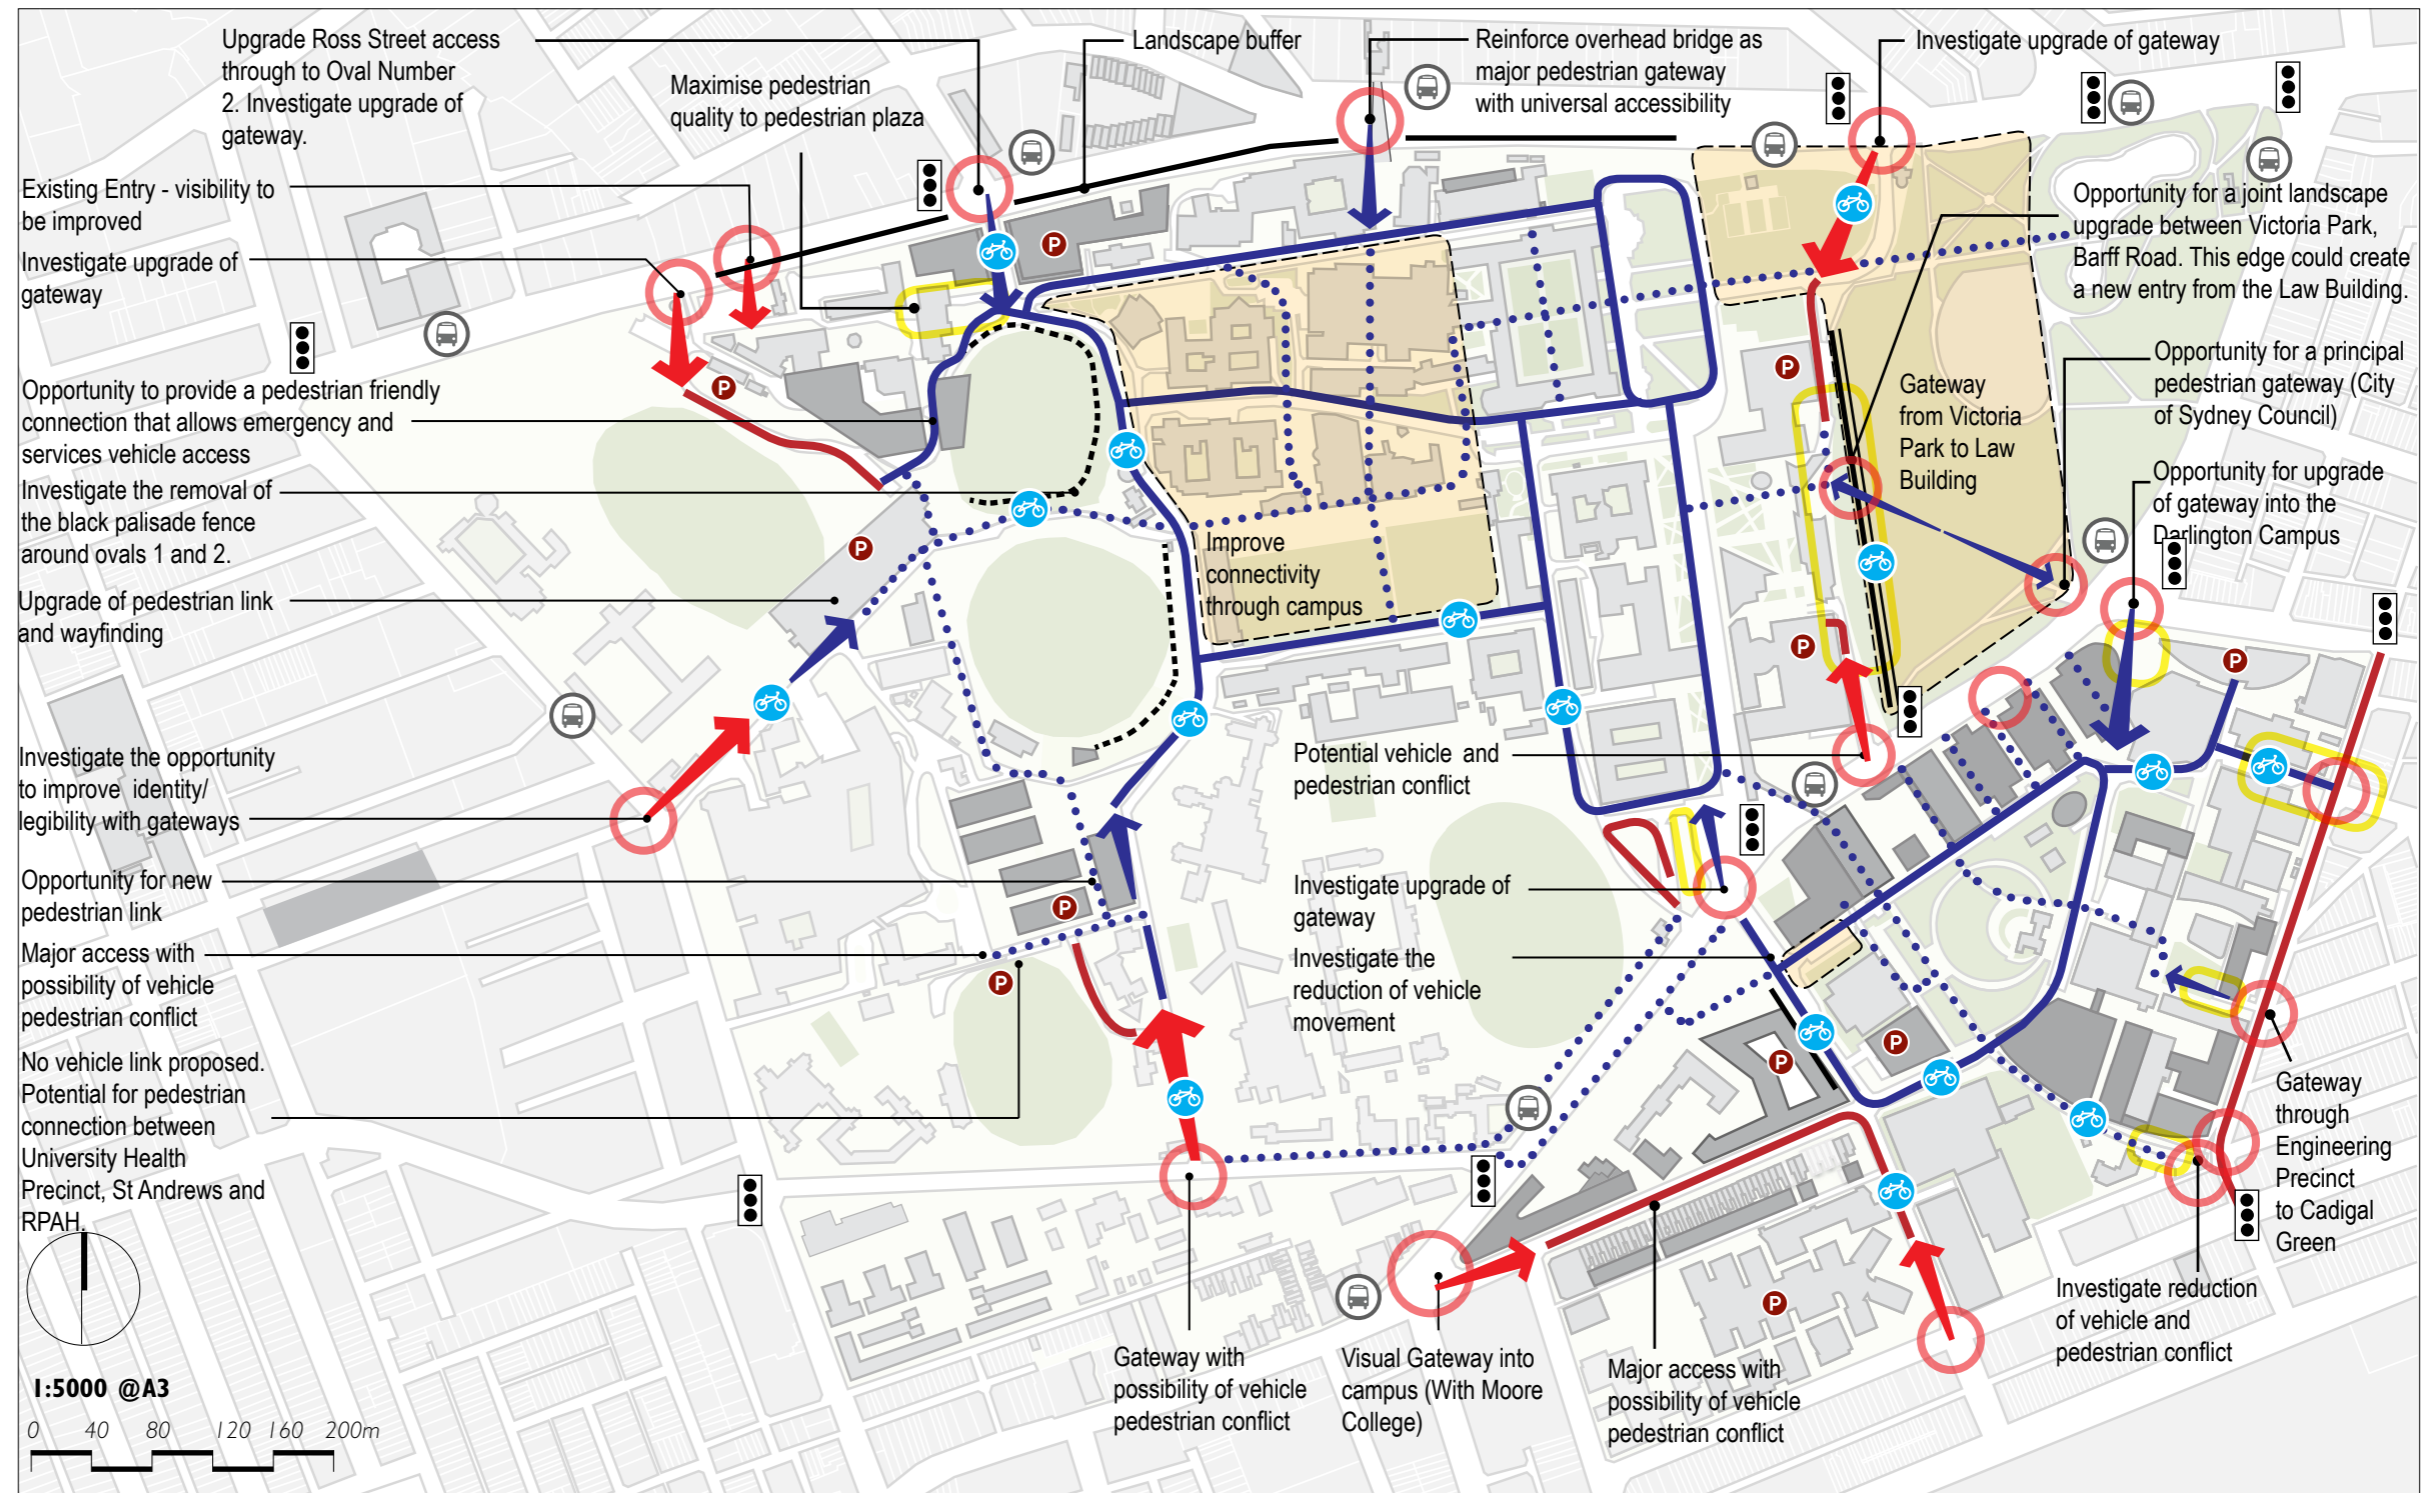 Upgrade Ross Street access
through to Oval Number
2. Investigate upgrade of
gateway.
Maximise pedestrian
quality to pedestrian plaza
Landscape buffer
Reinforce overhead bridge as
major pedestrian gateway
with universal accessibility
Investigate upgrade of gateway
Existing Entry - visibility to
be improved
Investigate upgrade of
gateway
Opportunity to provide a pedestrian friendly
connection that allows emergency and
services vehicle access
Investigate the removal of
the black palisade fence
around ovals 1 and 2.
Upgrade of pedestrian link
and wayfinding
Investigate the opportunity
to improve identity/
legibility with gateways
Opportunity for new
pedestrian link
Major access with
possibility of vehicle
pedestrian conflict
No vehicle link proposed.
Potential for pedestrian
connection between
University Health
Precinct, St Andrews and
RPAH.
Opportunity for a joint landscape
upgrade between Victoria Park,
Barff Road. This edge could create
a new entry from the Law Building.
Opportunity for a principal
pedestrian gateway (City
of Sydney Council)
Gateway
from Victoria
Park to Law
Building
Opportunity for upgrade
of gateway into the
Darlington Campus
Improve
connectivity
through campus
Potential vehicle and
pedestrian conflict
Investigate upgrade of
gateway
Investigate the
reduction of vehicle
movement
Gateway
through
Engineering
Precinct
to Cadigal
Green
Investigate reduction
of vehicle and
pedestrian conflict
Gateway with
possibility of vehicle
pedestrian conflict
Visual Gateway into
campus (With Moore
College)
Major access with
possibility of vehicle
pedestrian conflict
P
P
P
P
P
P
P
P
P
P
P
P
1:5000 @A3
0 40 80 120 160 200m